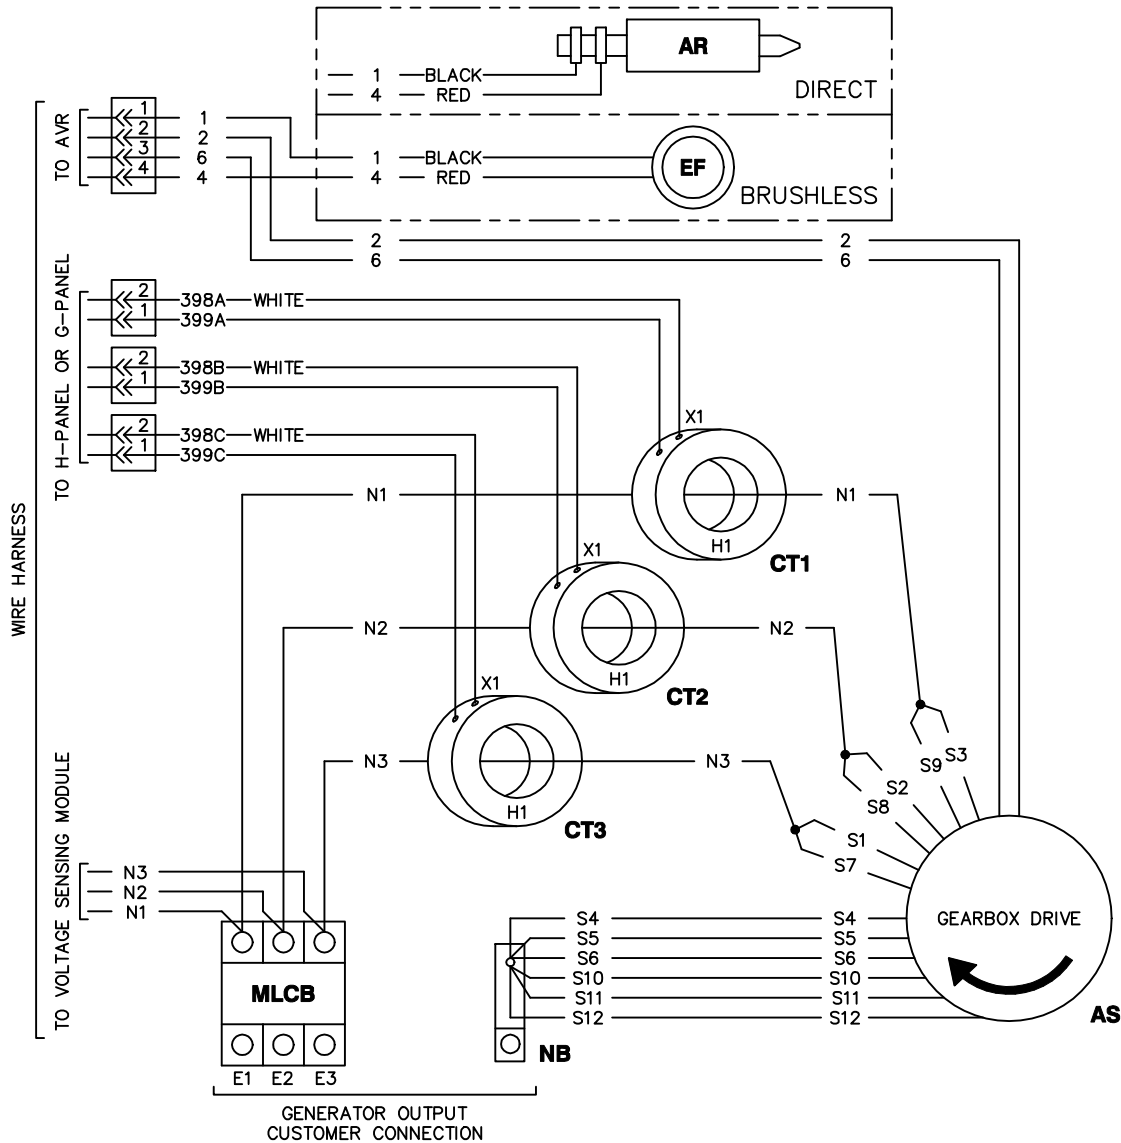 AR
1 BLACK
4 RED
DIRECT
TO AVR
1 1
2 2
3 6
4 4
1 BLACK
4 RED
EF
BRUSHLESS
2 2
6 6
WIRE HARNESS
TO H-PANEL OR G-PANEL
2 398A WHITE
1 399A
2 398B WHITE
1 399B
2 398C WHITE
1 399C
X1
N1 N1
H1
CT1
X1
N2 N2
H1
CT2
X1
N3 N3
H1
CT3
S9 S3
S2
S8
S1
S7
TO VOLTAGE SENSING MODULE
N3
N2
N1
MLCB
E1 E2 E3
S4 S4
S5 S5
S6 S6
S10 S10
S11 S11
S12 S12
NB
GEARBOX DRIVE
AS
GENERATOR OUTPUT
CUSTOMER CONNECTION